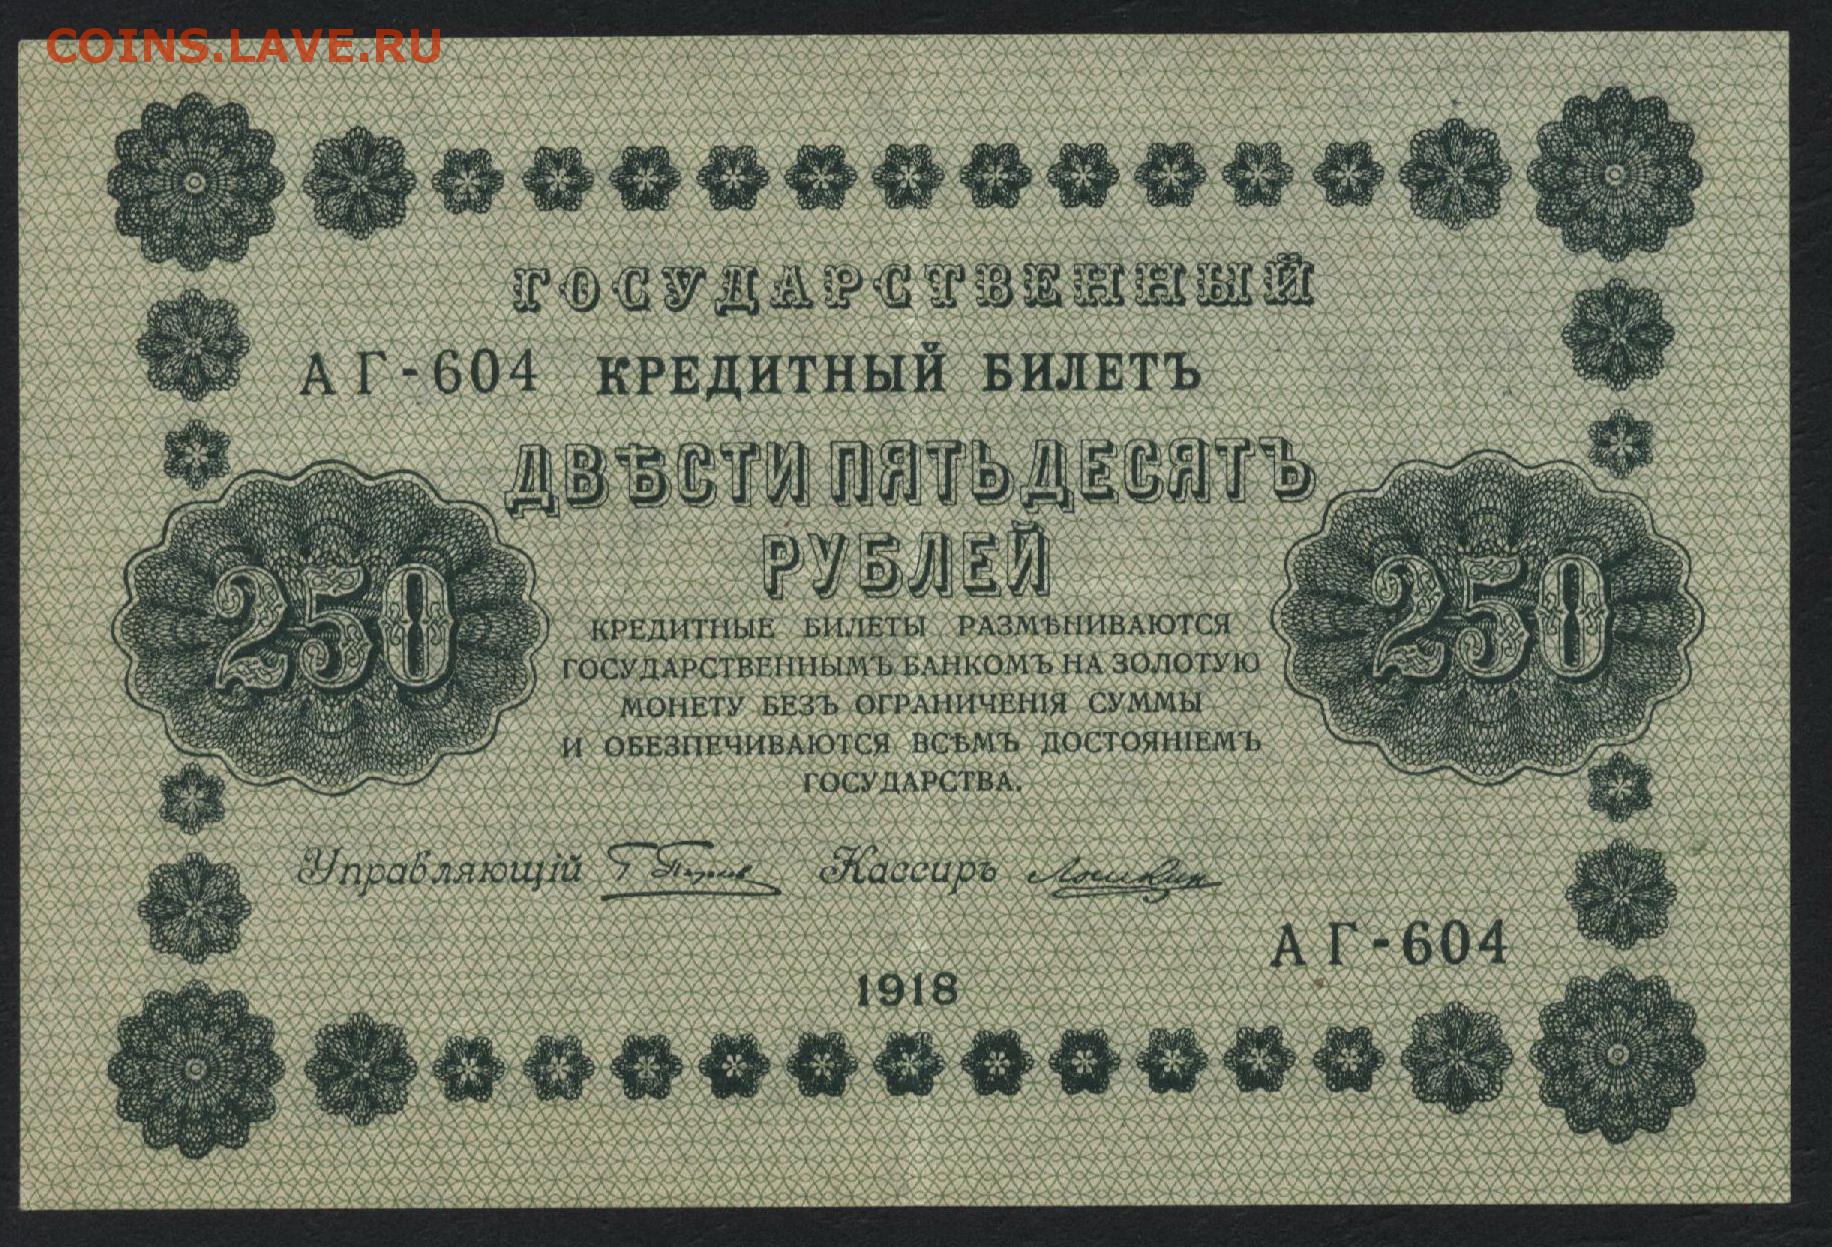 COINS.LAVE.RU
ГОСУДАРСТВЕННЫЙ
АГ-604 КРЕДИТНЫЙ БИЛЕТЪ
ДВѢСТИ ПЯТЬДЕСЯТЪ
РУБЛЕЙ
250 250
КРЕДИТНЫЕ БИЛЕТЫ РАЗМѢНИВАЮТСЯ
ГОСУДАРСТВЕННЫМЪ БАНКОМЪ НА ЗОЛОТУЮ
МОНЕТУ БЕЗЪ ОГРАНИЧЕНІЯ СУММЫ
И ОБЕЗПЕЧИВАЮТСЯ ВСѢМЪ ДОСТОЯНІЕМЪ
ГОСУДАРСТВА.
Управляющій Кассиръ
АГ-604
1918